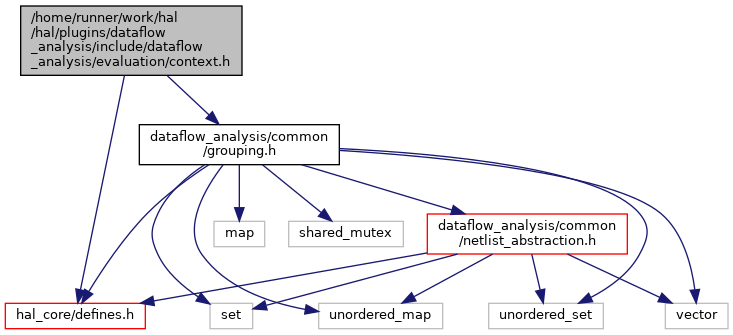 /home/runner/work/hal
/hal/plugins/dataflow
_analysis/include/dataflow
_analysis/evaluation/context.h
dataflow_analysis/common
/grouping.h
map
shared_mutex
dataflow_analysis/common
/netlist_abstraction.h
hal_core/defines.h
set
unordered_map
unordered_set
vector